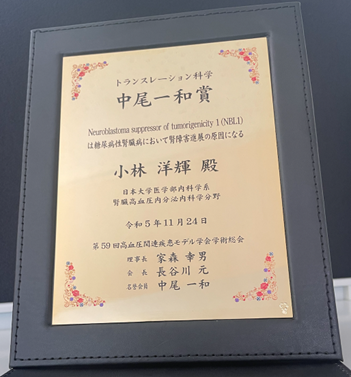 トランスレーション科学
中尾一和賞
Neuroblastoma suppressor of tumorigenicity 1 (NBL1)
は糖尿病性腎臓病において腎障害進展の原因になる
小林 洋輝 殿
日本大学医学部内科学系
腎臓高血圧内分泌内科学分野
令和5年11月24日
第59回高血圧関連疾患モデル学会学術総会
理事長 家森 幸男
会 長 長谷川 元
名誉会員 中尾 一和